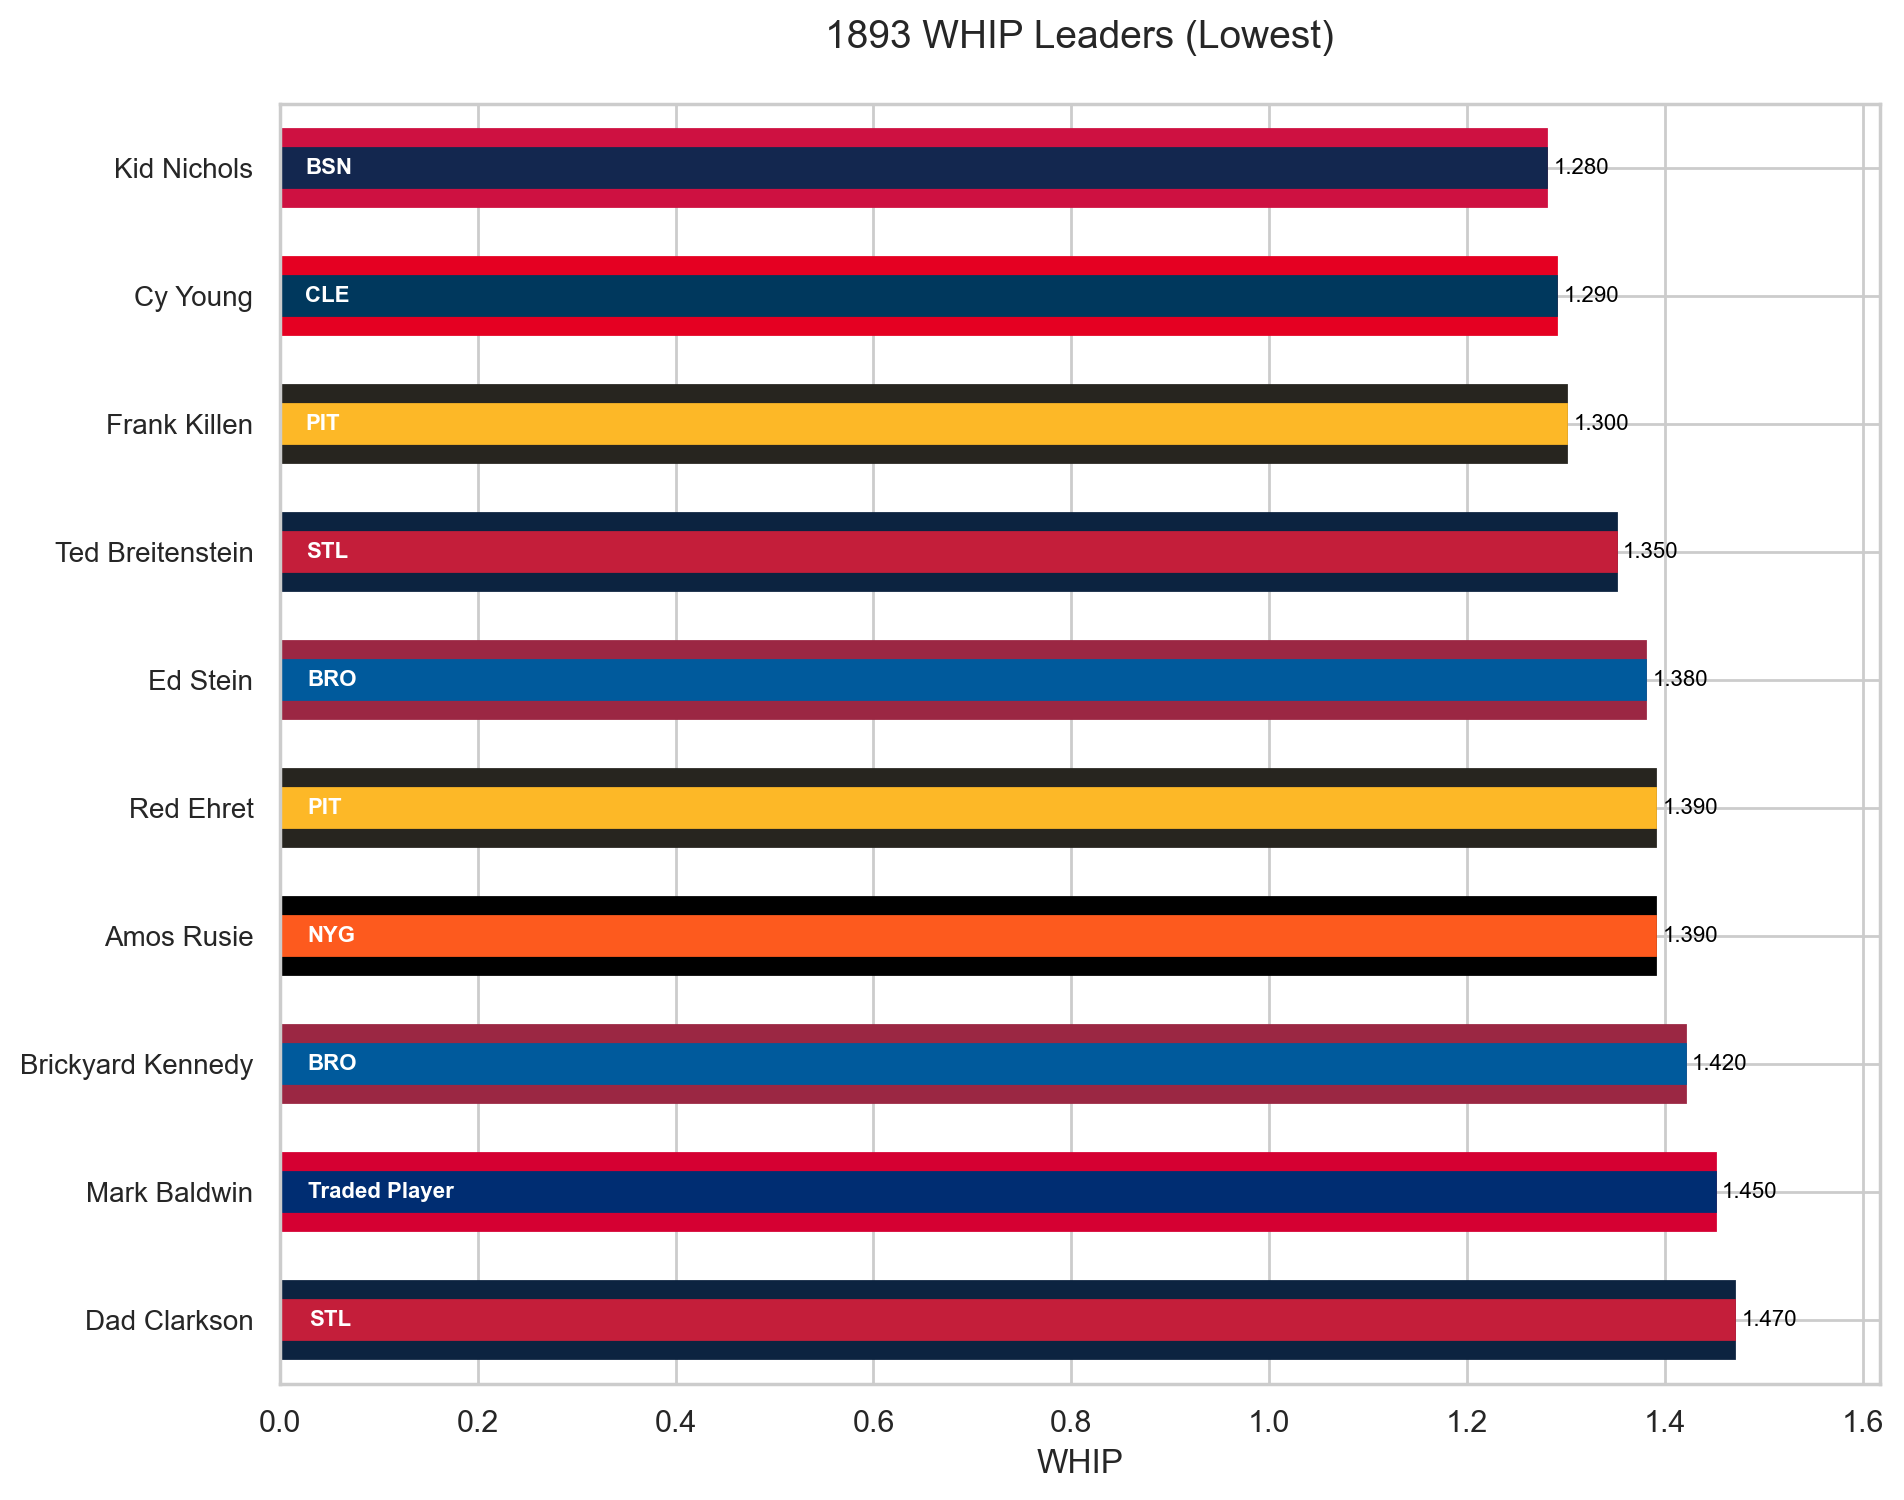 1893 WHIP Leaders (Lowest)
Kid Nichols BSN 1.280
Cy Young CLE 1.290
Frank Killen PIT 1.300
Ted Breitenstein STL 1.350
Ed Stein BRO 1.380
Red Ehret PIT 1.390
Amos Rusie NYG 1.390
Brickyard Kennedy BRO 1.420
Mark Baldwin Traded Player 1.450
Dad Clarkson STL 1.470
0.0 0.2 0.4 0.6 0.8 1.0 1.2 1.4 1.6
WHIP